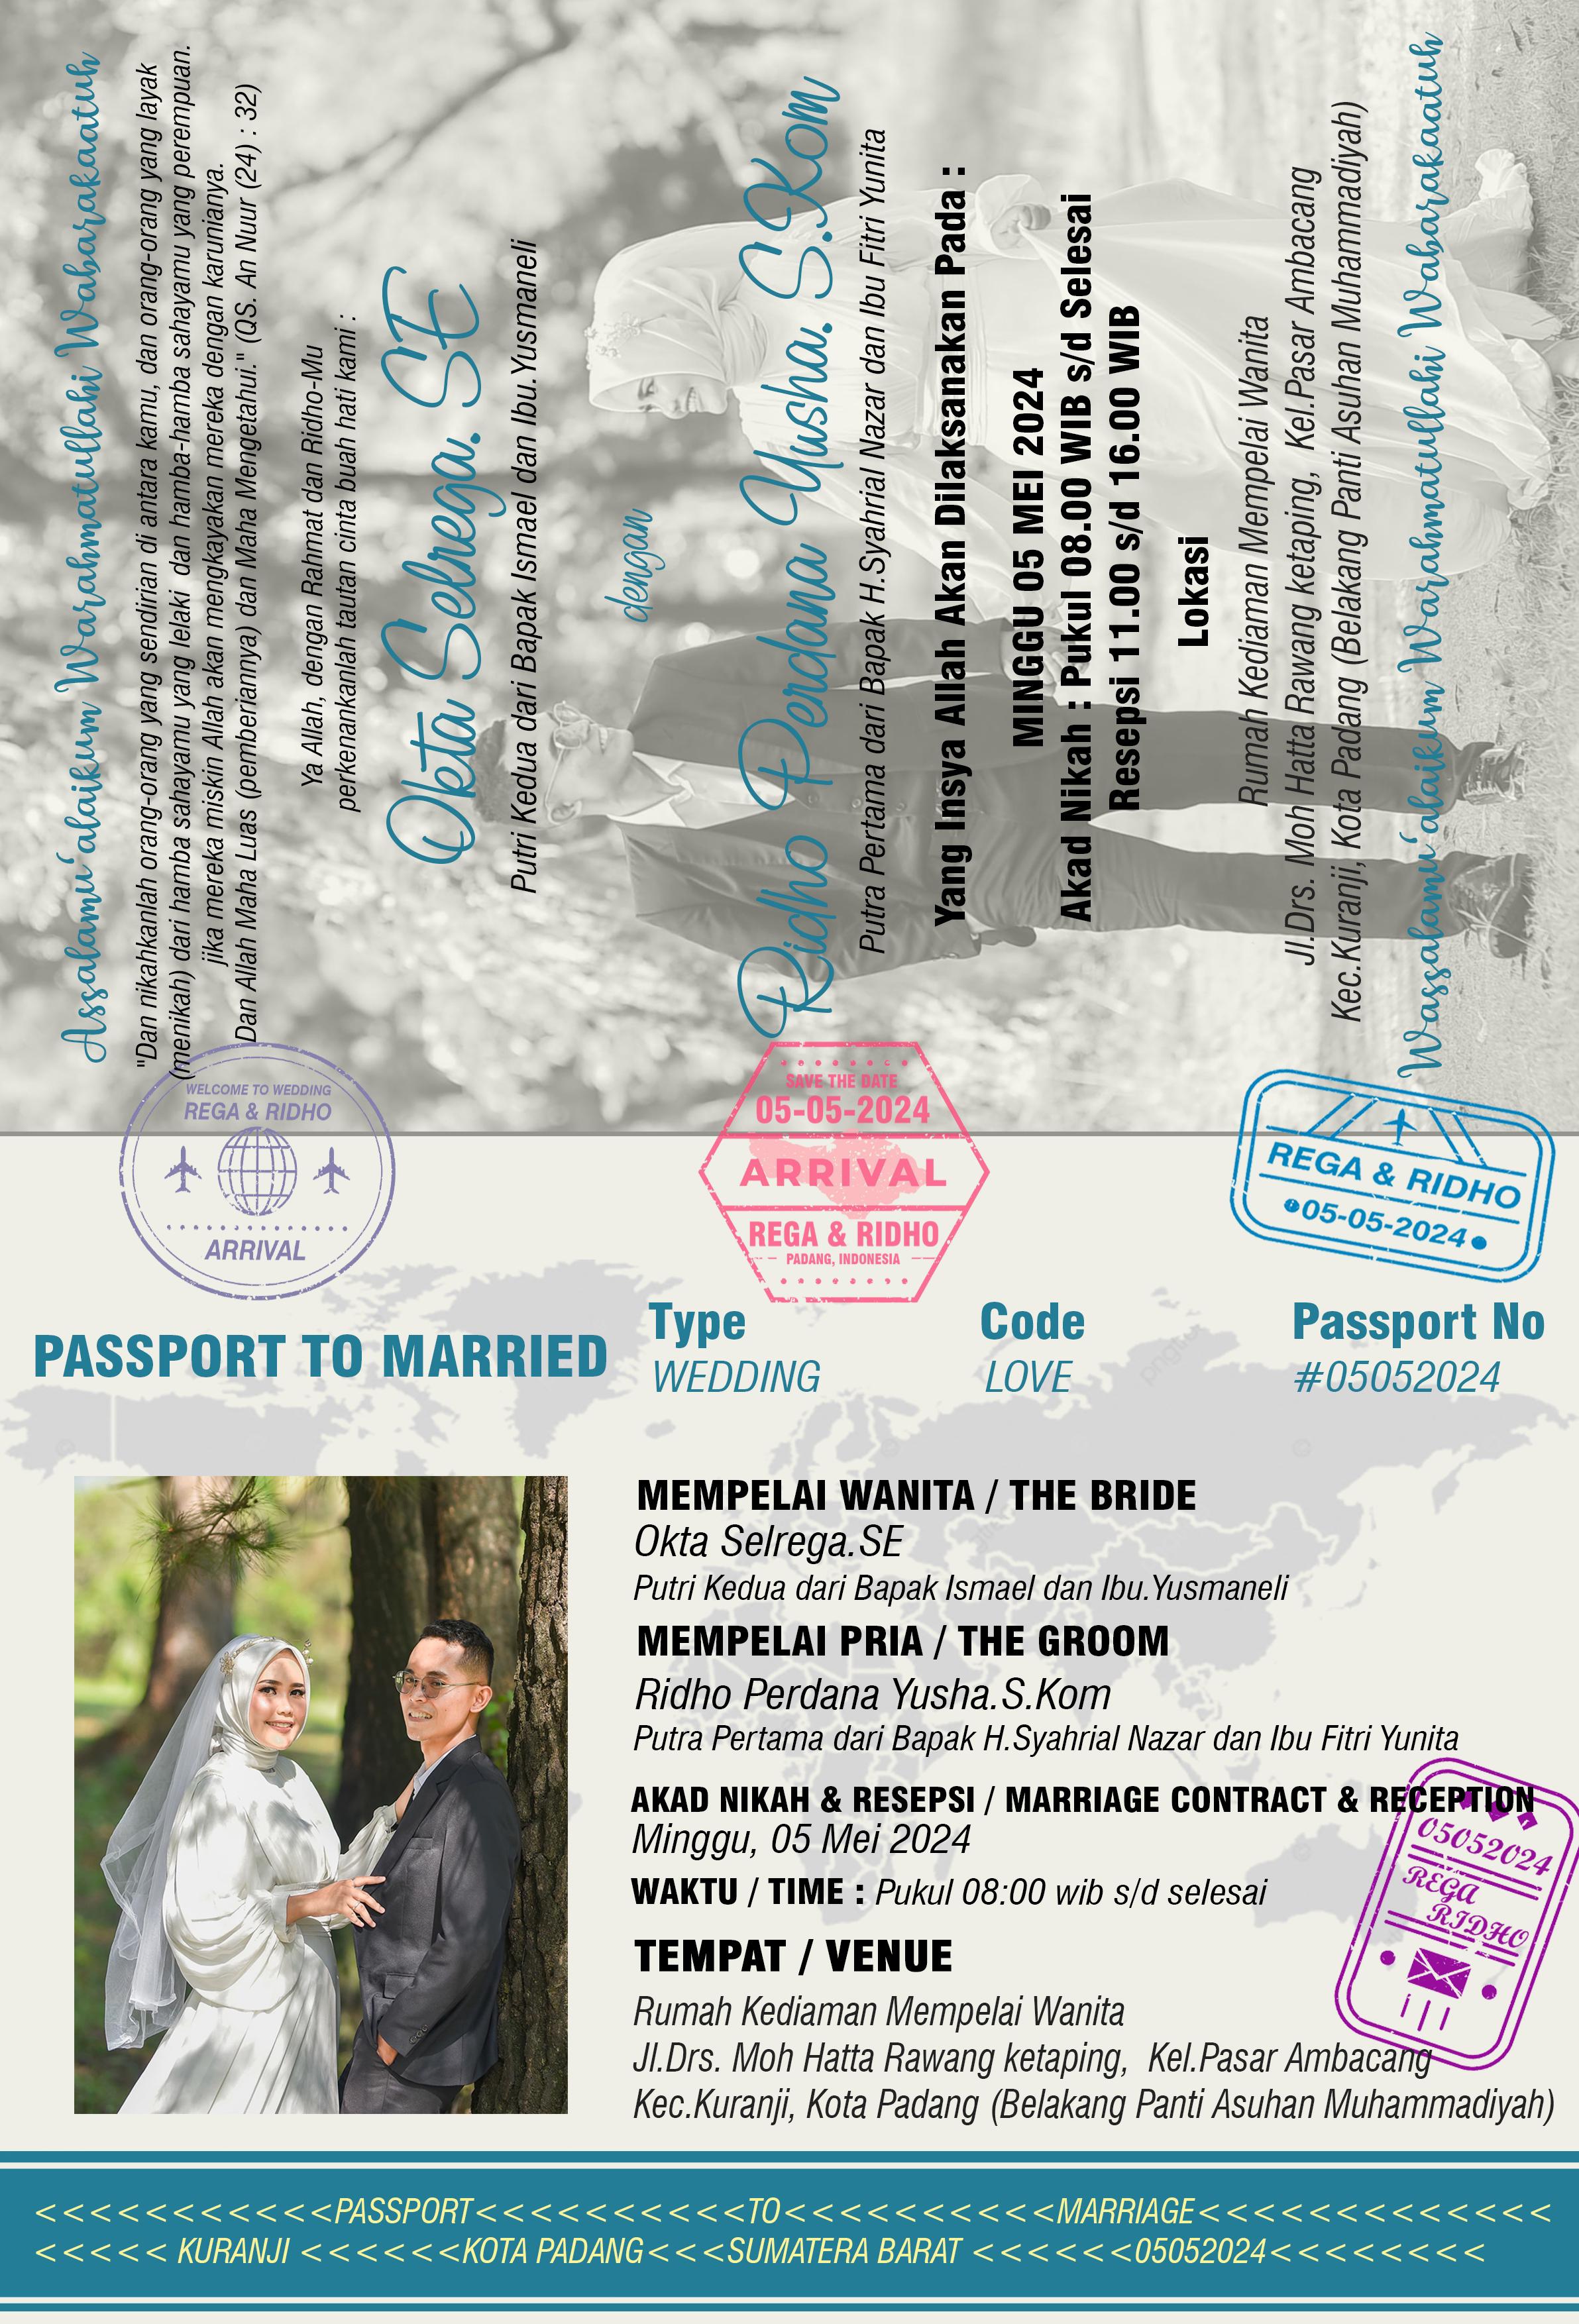 Assalamu'alaikum Warahmatullahi Wabarakaatuh
"Dan nikahkanlah orang-orang yang sendirian di antara kamu, dan orang-orang yang layak
(menikah) dari hamba sahayamu yang lelaki dan hamba-hamba sahayamu yang perempuan.
jika mereka miskin Allah akan mengkayakan mereka dengan karunianya.
Dan Allah Maha Luas (pemberiannya) dan Maha Mengetahui." (QS. An Nuur (24) : 32)
Ya Allah, dengan Rahmat dan Ridho-Mu
perkenankanlah tautan cinta buah hati kami :
Okta Selrega. SE
Putri Kedua dari Bapak Ismael dan Ibu.Yusmaneli
dengan
Ridho Perdana Yusha. S.Kom
Putra Pertama dari Bapak H.Syahrial Nazar dan Ibu Fitri Yunita
Yang Insya Allah Akan Dilaksanakan Pada :
MINGGU 05 MEI 2024
Akad Nikah : Pukul 08.00 WIB s/d Selesai
Resepsi 11.00 s/d 16.00 WIB
Lokasi
Rumah Kediaman Mempelai Wanita
Jl.Drs. Moh Hatta Rawang ketaping, Kel.Pasar Ambacang
Kec.Kuranji, Kota Padang (Belakang Panti Asuhan Muhammadiyah)
Wassalamu'alaikum Warahmatullahi Wabarakaatuh
WELCOME TO WEDDING
REGA & RIDHO
ARRIVAL
SAVE THE DATE
05-05-2024
ARRIVAL
REGA & RIDHO
PADANG, INDONESIA
REGA & RIDHO
05-05-2024
PASSPORT TO MARRIED
Type
WEDDING
Code
LOVE
Passport No
#05052024
MEMPELAI WANITA / THE BRIDE
Okta Selrega.SE
Putri Kedua dari Bapak Ismael dan Ibu.Yusmaneli
MEMPELAI PRIA / THE GROOM
Ridho Perdana Yusha.S.Kom
Putra Pertama dari Bapak H.Syahrial Nazar dan Ibu Fitri Yunita
AKAD NIKAH & RESEPSI / MARRIAGE CONTRACT & RECEPTION
Minggu, 05 Mei 2024
WAKTU / TIME : Pukul 08:00 wib s/d selesai
05052024
REGA
RIDHO
TEMPAT / VENUE
Rumah Kediaman Mempelai Wanita
Jl.Drs. Moh Hatta Rawang ketaping, Kel.Pasar Ambacang
Kec.Kuranji, Kota Padang (Belakang Panti Asuhan Muhammadiyah)
<<<<<<<<<<<PASSPORT<<<<<<<<<<TO<<<<<<<<<<MARRIAGE<<<<<<<<<<<<<
<<<<< KURANJI <<<<<<KOTA PADANG<<<SUMATERA BARAT <<<<<<05052024<<<<<<<<